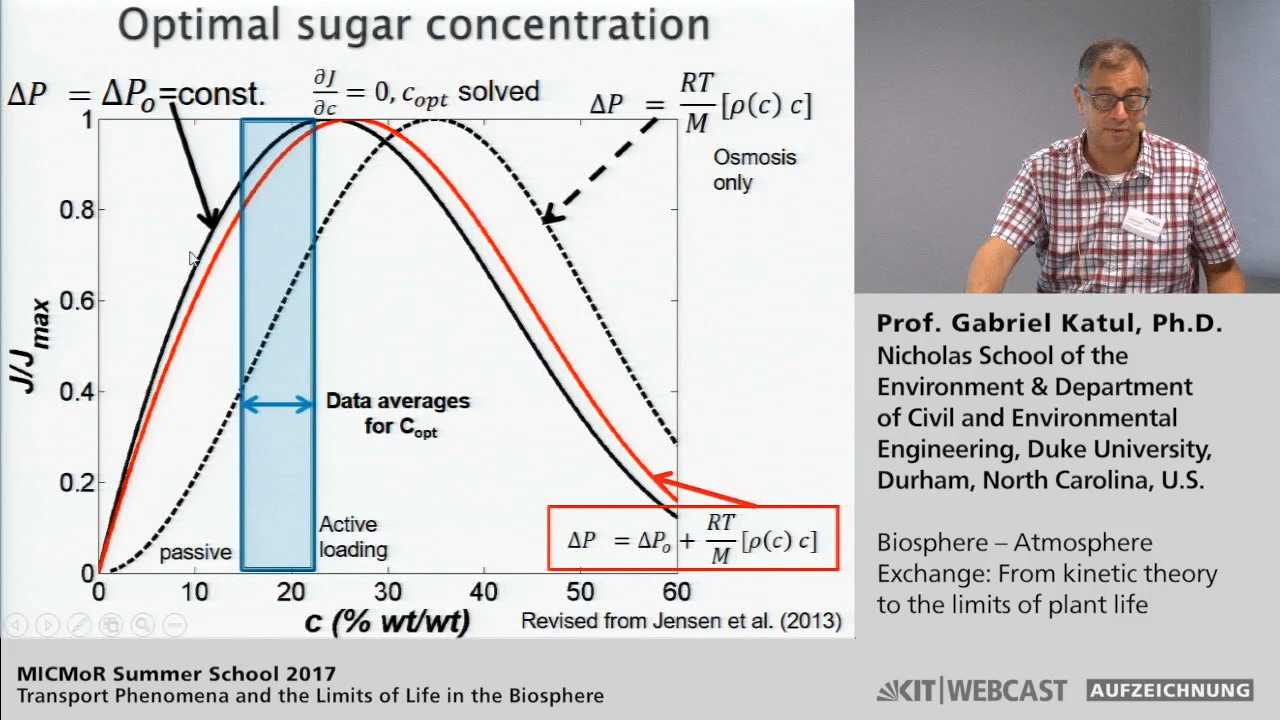 Optimal sugar concentration
ΔP = ΔP₀=const.
∂J/∂c = 0, c_opt solved
ΔP = RT/M [ρ(c) c]
Osmosis
only
1
0.8
0.6
0.4
0.2
0
J/J_max
Data averages
for C_opt
passive
Active
loading
ΔP = ΔP₀ + RT/M [ρ(c) c]
0 10 20 30 40 50 60
c (% wt/wt)
Revised from Jensen et al. (2013)
Prof. Gabriel Katul, Ph.D.
Nicholas School of the
Environment & Department
of Civil and Environmental
Engineering, Duke University,
Durham, North Carolina, U.S.
Biosphere – Atmosphere
Exchange: From kinetic theory
to the limits of plant life
MICMoR Summer School 2017
Transport Phenomena and the Limits of Life in the Biosphere
KIT|WEBCAST AUFZEICHNUNG